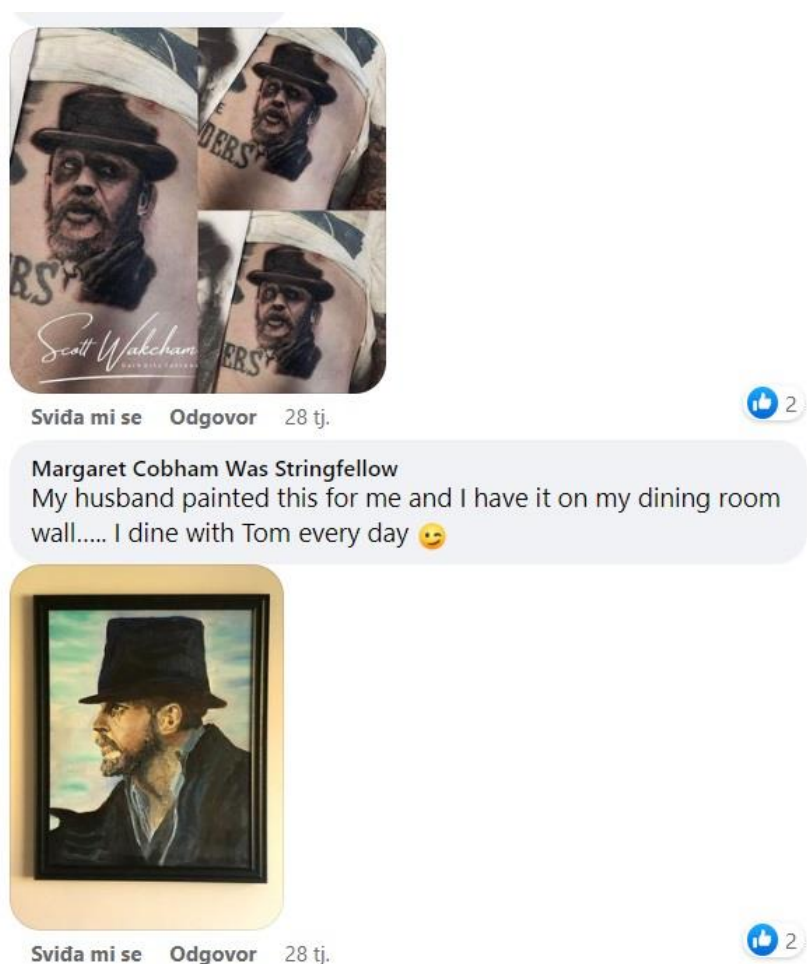 E
DERS
RS
ERS
Scott Wakeham
Sviđa mi se Odgovor 28 tj.
2
Margaret Cobham Was Stringfellow
My husband painted this for me and I have it on my dining room
wall..... I dine with Tom every day 😉
Sviđa mi se Odgovor 28 tj.
2